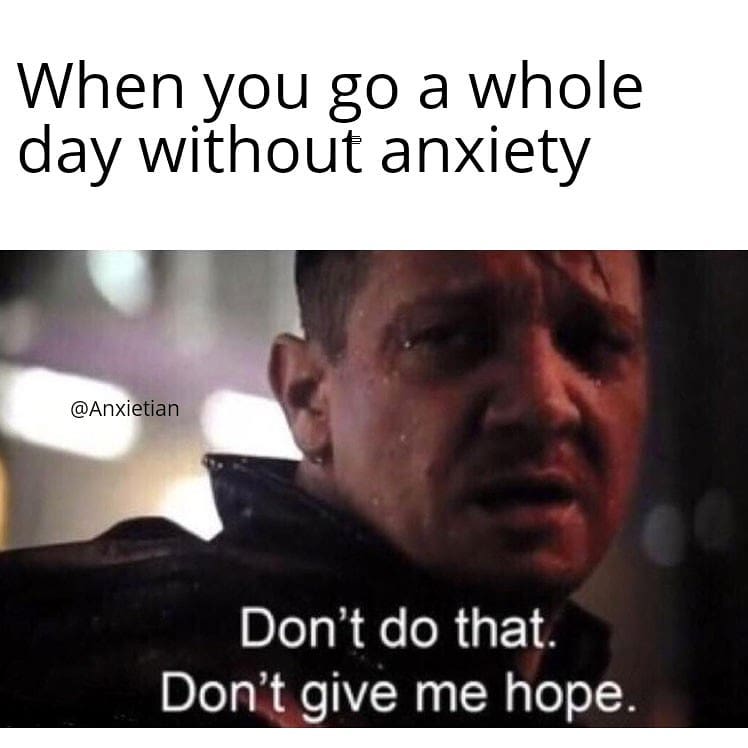 When you go a whole
day without anxiety
@Anxietian
Don't do that.
Don't give me hope.